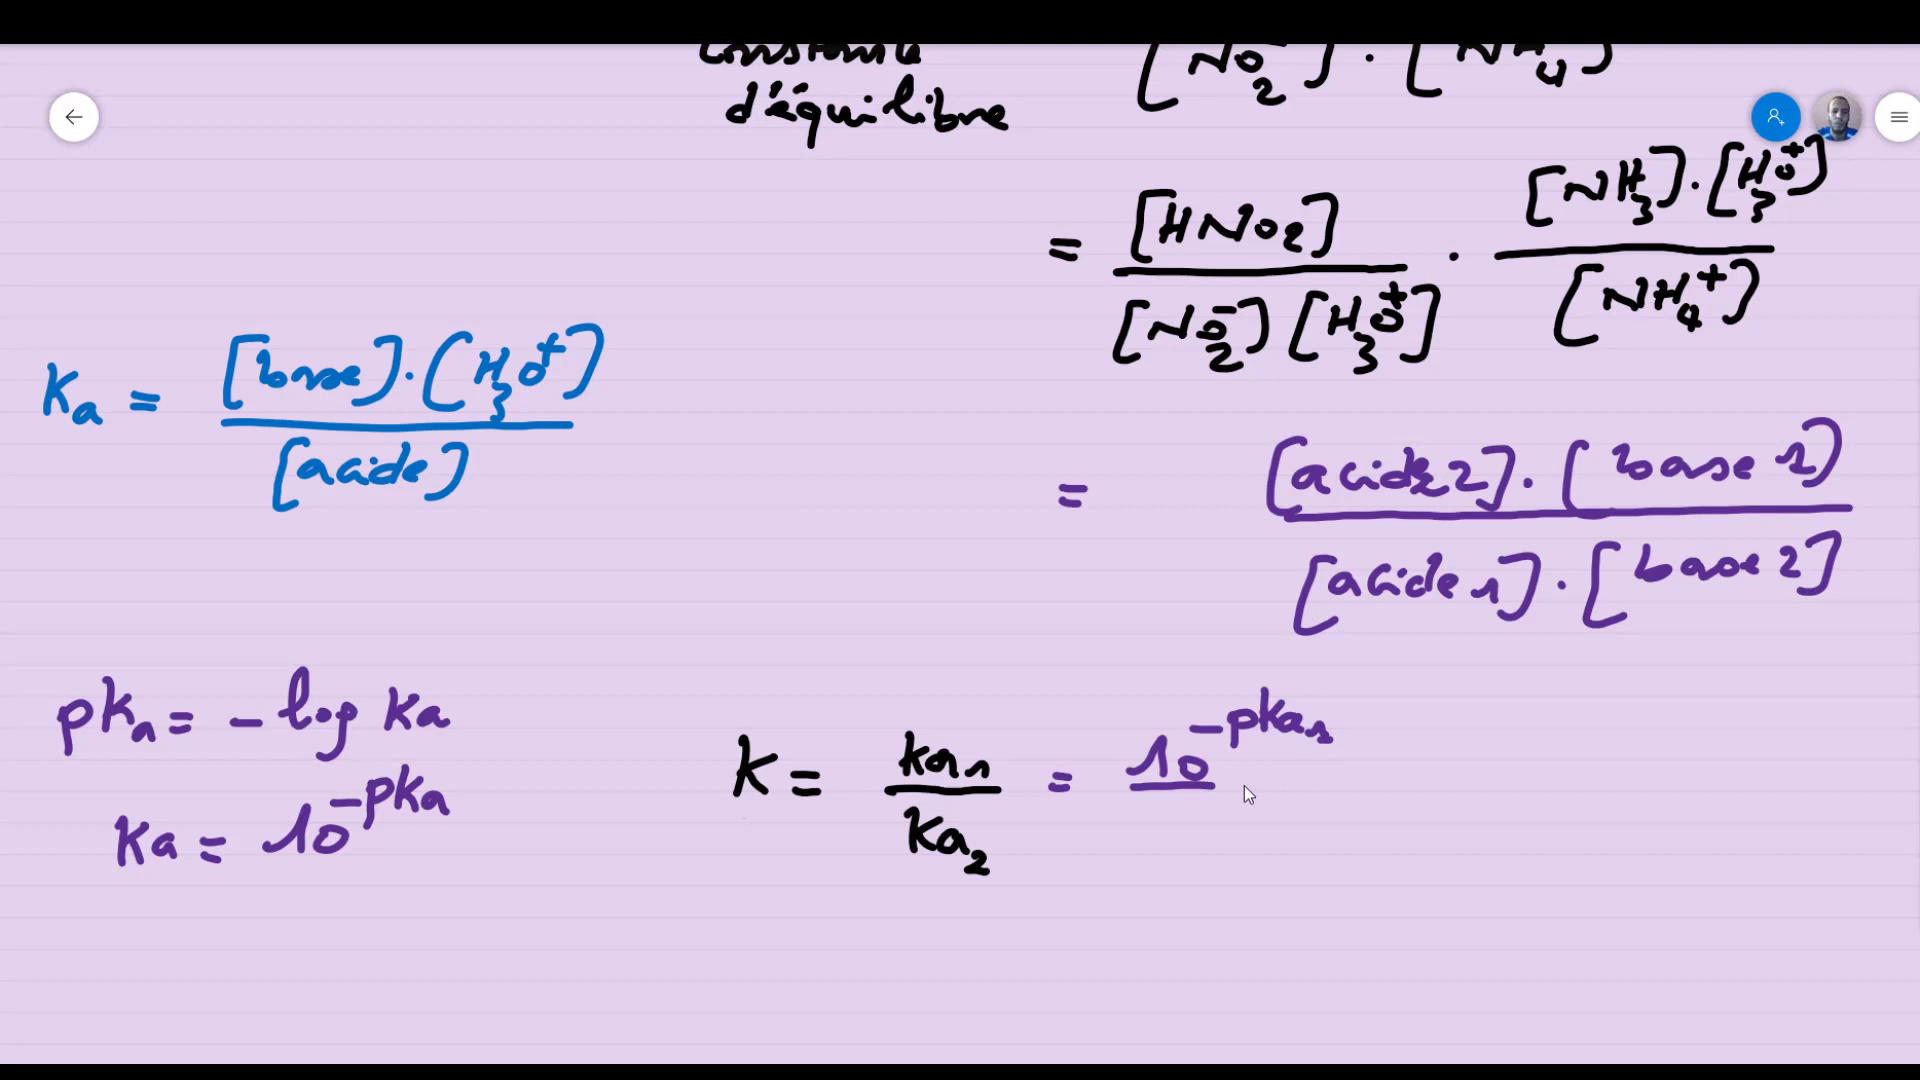 constante
d'équilibre
[NO₂⁻] · [NH₄
= [HNO₂] / [NO₂⁻] [H₃O⁺] · [NH₃] · [H₃O⁺] / [NH₄⁺]
Ka = [base] · [H₃O⁺] / [acide]
= [acide 2] · [base 1] / [acide 1] · [base 2]
pka = - log ka
ka = 10^-pka
k = ka₁ / ka₂ = 10^-pka₁